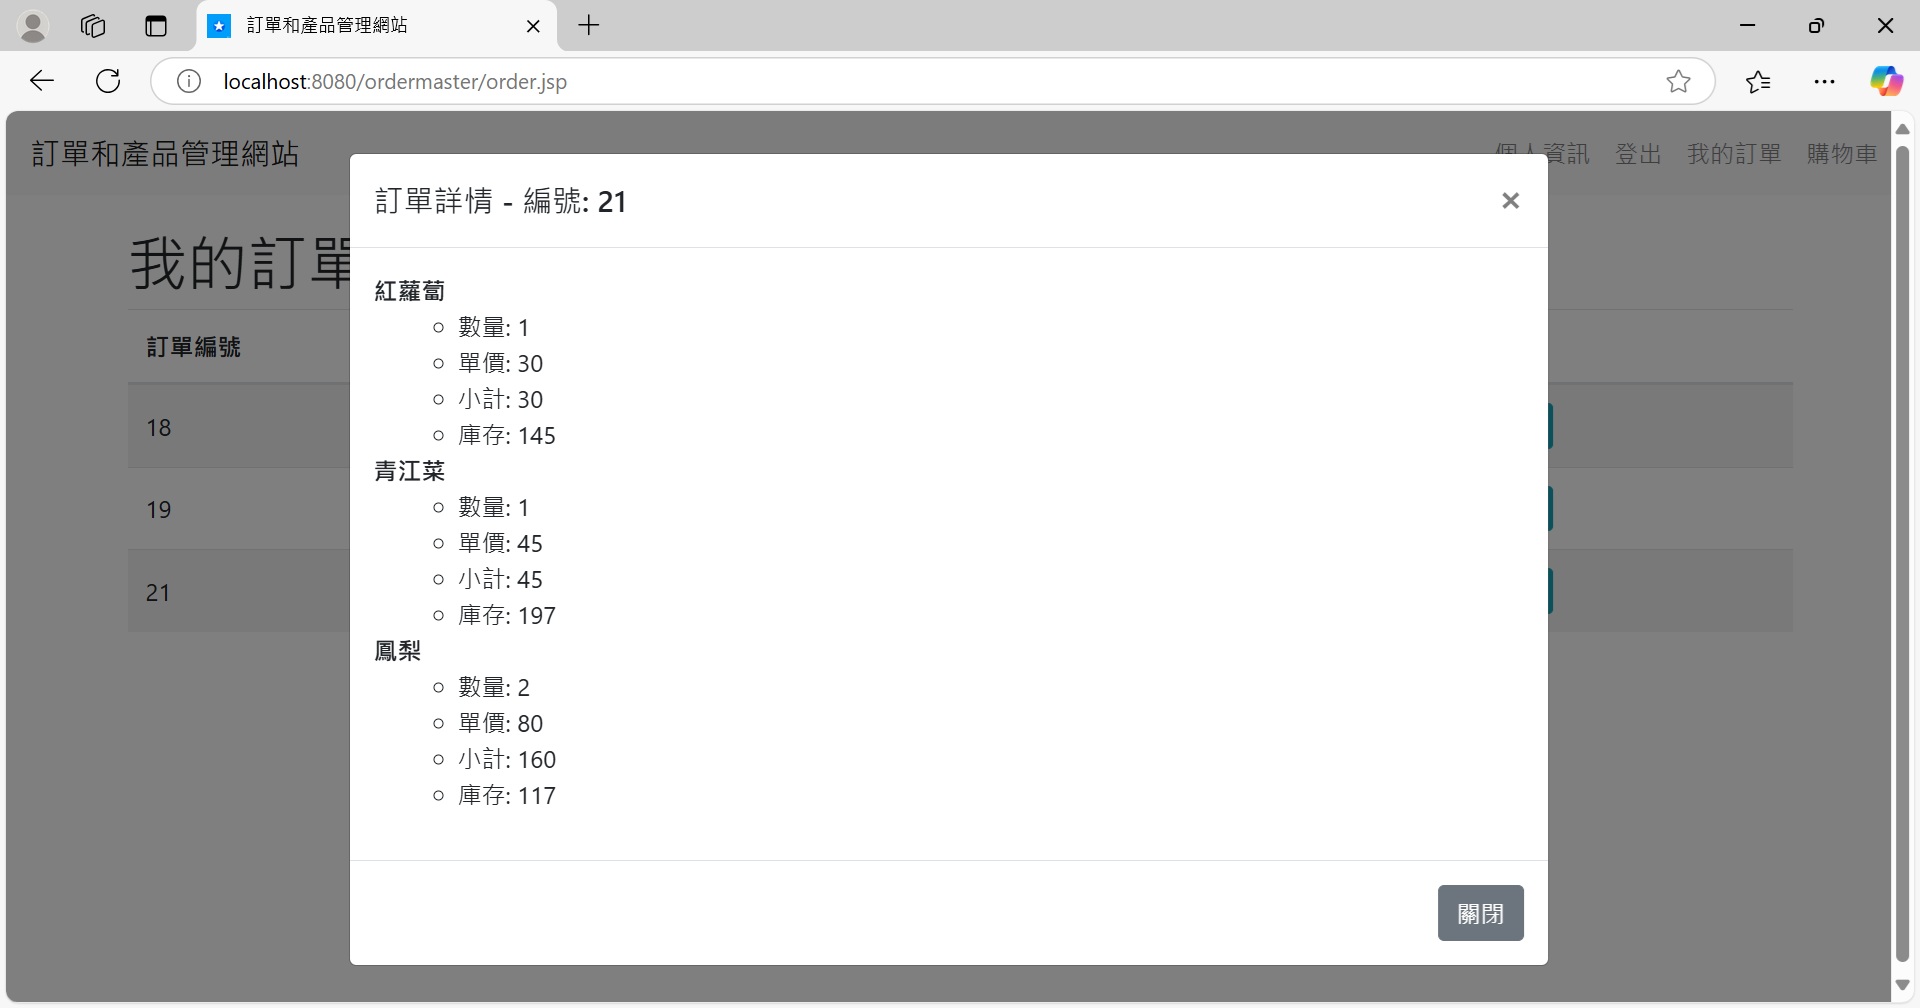 訂單和產品管理網站
localhost:8080/ordermaster/order.jsp
訂單和產品管理網站
個人資訊 登出 我的訂單 購物車
訂單詳情 - 編號: 21
×
我的訂單
訂單編號
18
19
21
紅蘿蔔
數量: 1
單價: 30
小計: 30
庫存: 145
青江菜
數量: 1
單價: 45
小計: 45
庫存: 197
鳳梨
數量: 2
單價: 80
小計: 160
庫存: 117
關閉